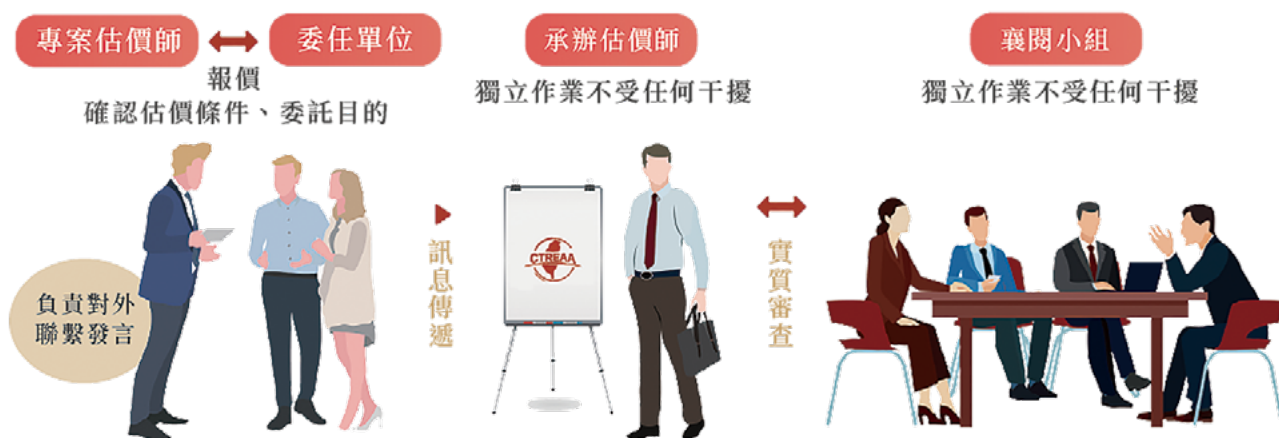 專案估價師
委任單位
報價
確認估價條件、委託目的
負責對外
聯繫發言
訊息傳遞
承辦估價師
獨立作業不受任何干擾
CTREAA
實質審查
襄閱小組
獨立作業不受任何干擾